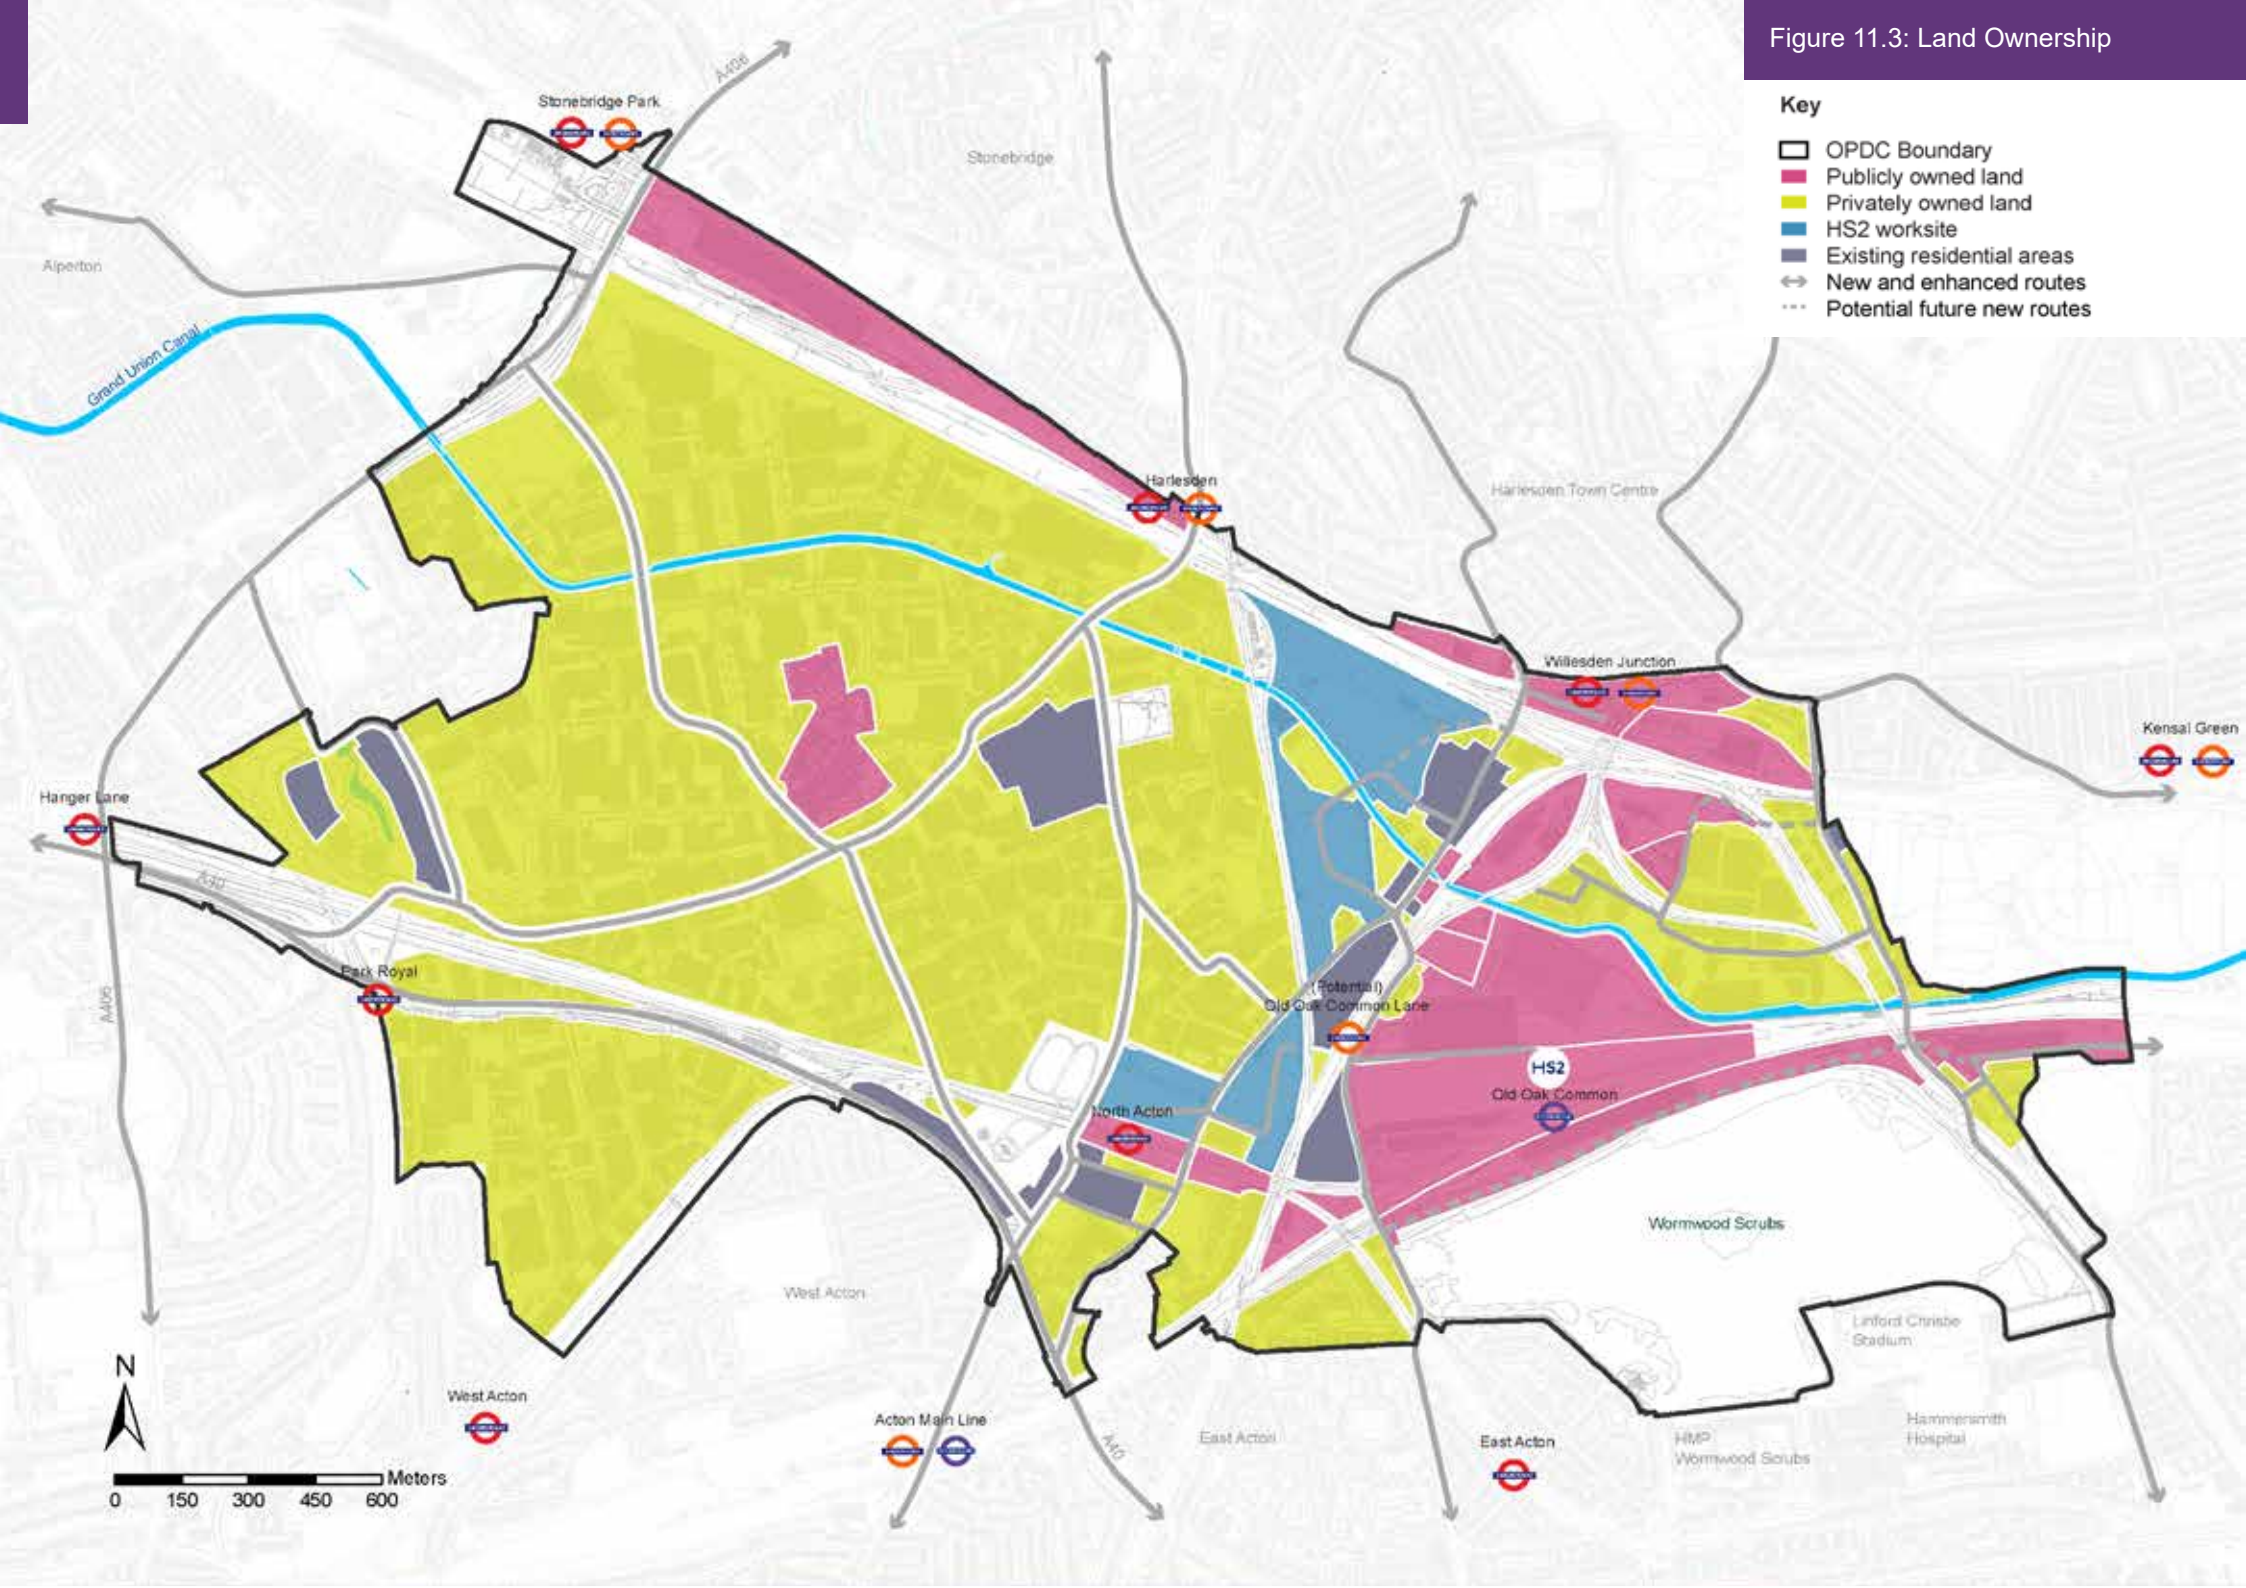 Figure 11.3: Land Ownership
Key
OPDC Boundary
Publicly owned land
Privately owned land
HS2 worksite
Existing residential areas
New and enhanced routes
Potential future new routes
A406
Stonebridge Park
Stonebridge
Alperton
Grand Union Canal
Harlesden
Harlesden Town Centre
Willesden Junction
Kensal Green
Hanger Lane
A40
Park Royal
A406
(Potential)
Old Oak Common Lane
HS2
Old Oak Common
North Acton
Wormwood Scrubs
West Acton
Linford Christie
Stadium
N
West Acton
Acton Main Line
A40
East Acton
East Acton
HMP
Wormwood Scrubs
Hammersmith
Hospital
Meters
0 150 300 450 600